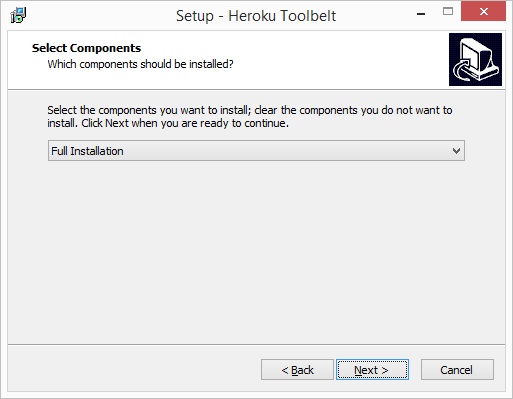 Setup - Heroku Toolbelt
Select Components
Which components should be installed?
Select the components you want to install; clear the components you do not want to
install. Click Next when you are ready to continue.
Full Installation
< Back
Next >
Cancel